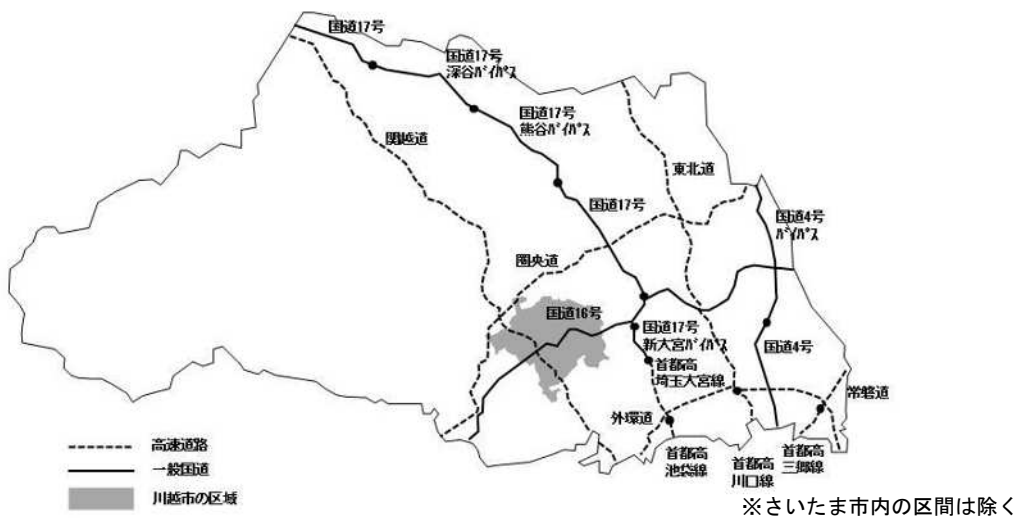 国道17号
国道17号
深谷ﾊﾞｲﾊﾟｽ
国道17号
熊谷ﾊﾞｲﾊﾟｽ
関越道
東北道
国道17号
国道4号
ﾊﾞｲﾊﾟｽ
圏央道
国道16号
国道17号
新大宮ﾊﾞｲﾊﾟｽ
国道4号
首都高
埼玉大宮線
常磐道
外環道
高速道路
一般国道
川越市の区域
首都高
池袋線
首都高
川口線
首都高
三郷線
※さいたま市内の区間は除く